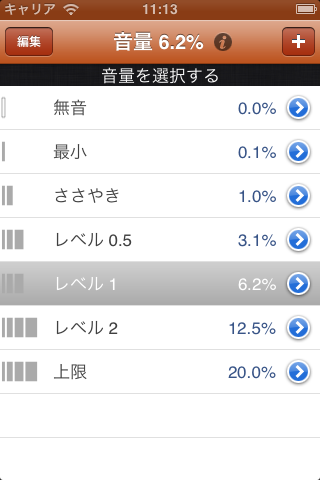 キャリア 11:13
編集 音量 6.2% i +
音量を選択する
無音 0.0%
最小 0.1%
ささやき 1.0%
レベル 0.5 3.1%
レベル 1 6.2%
レベル 2 12.5%
上限 20.0%